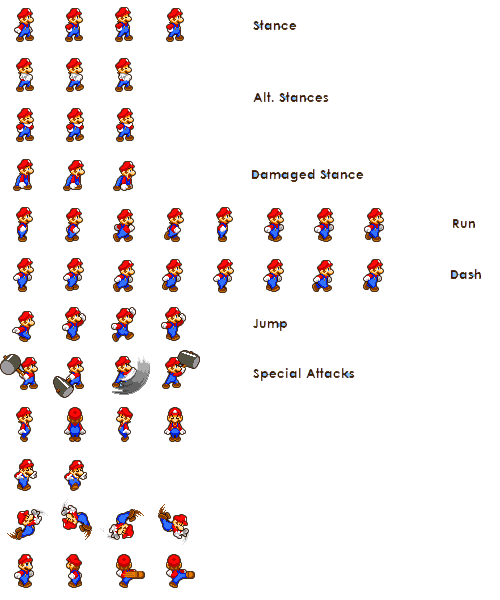 Stance
Alt. Stances
Damaged Stance
Run
Dash
Jump
Special Attacks